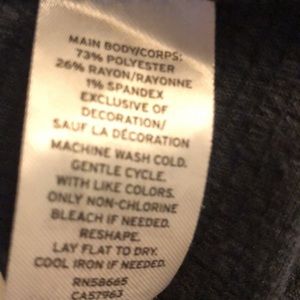 MAIN BODY/CORPS:
73% POLYESTER
26% RAYON/RAYONNE
1% SPANDEX
EXCLUSIVE OF
DECORATION/
SAUF LA DÉCORATION
MACHINE WASH COLD.
GENTLE CYCLE.
WITH LIKE COLORS.
ONLY NON-CHLORINE
BLEACH IF NEEDED.
RESHAPE.
LAY FLAT TO DRY.
COOL IRON IF NEEDED.
RN58665
CA57963